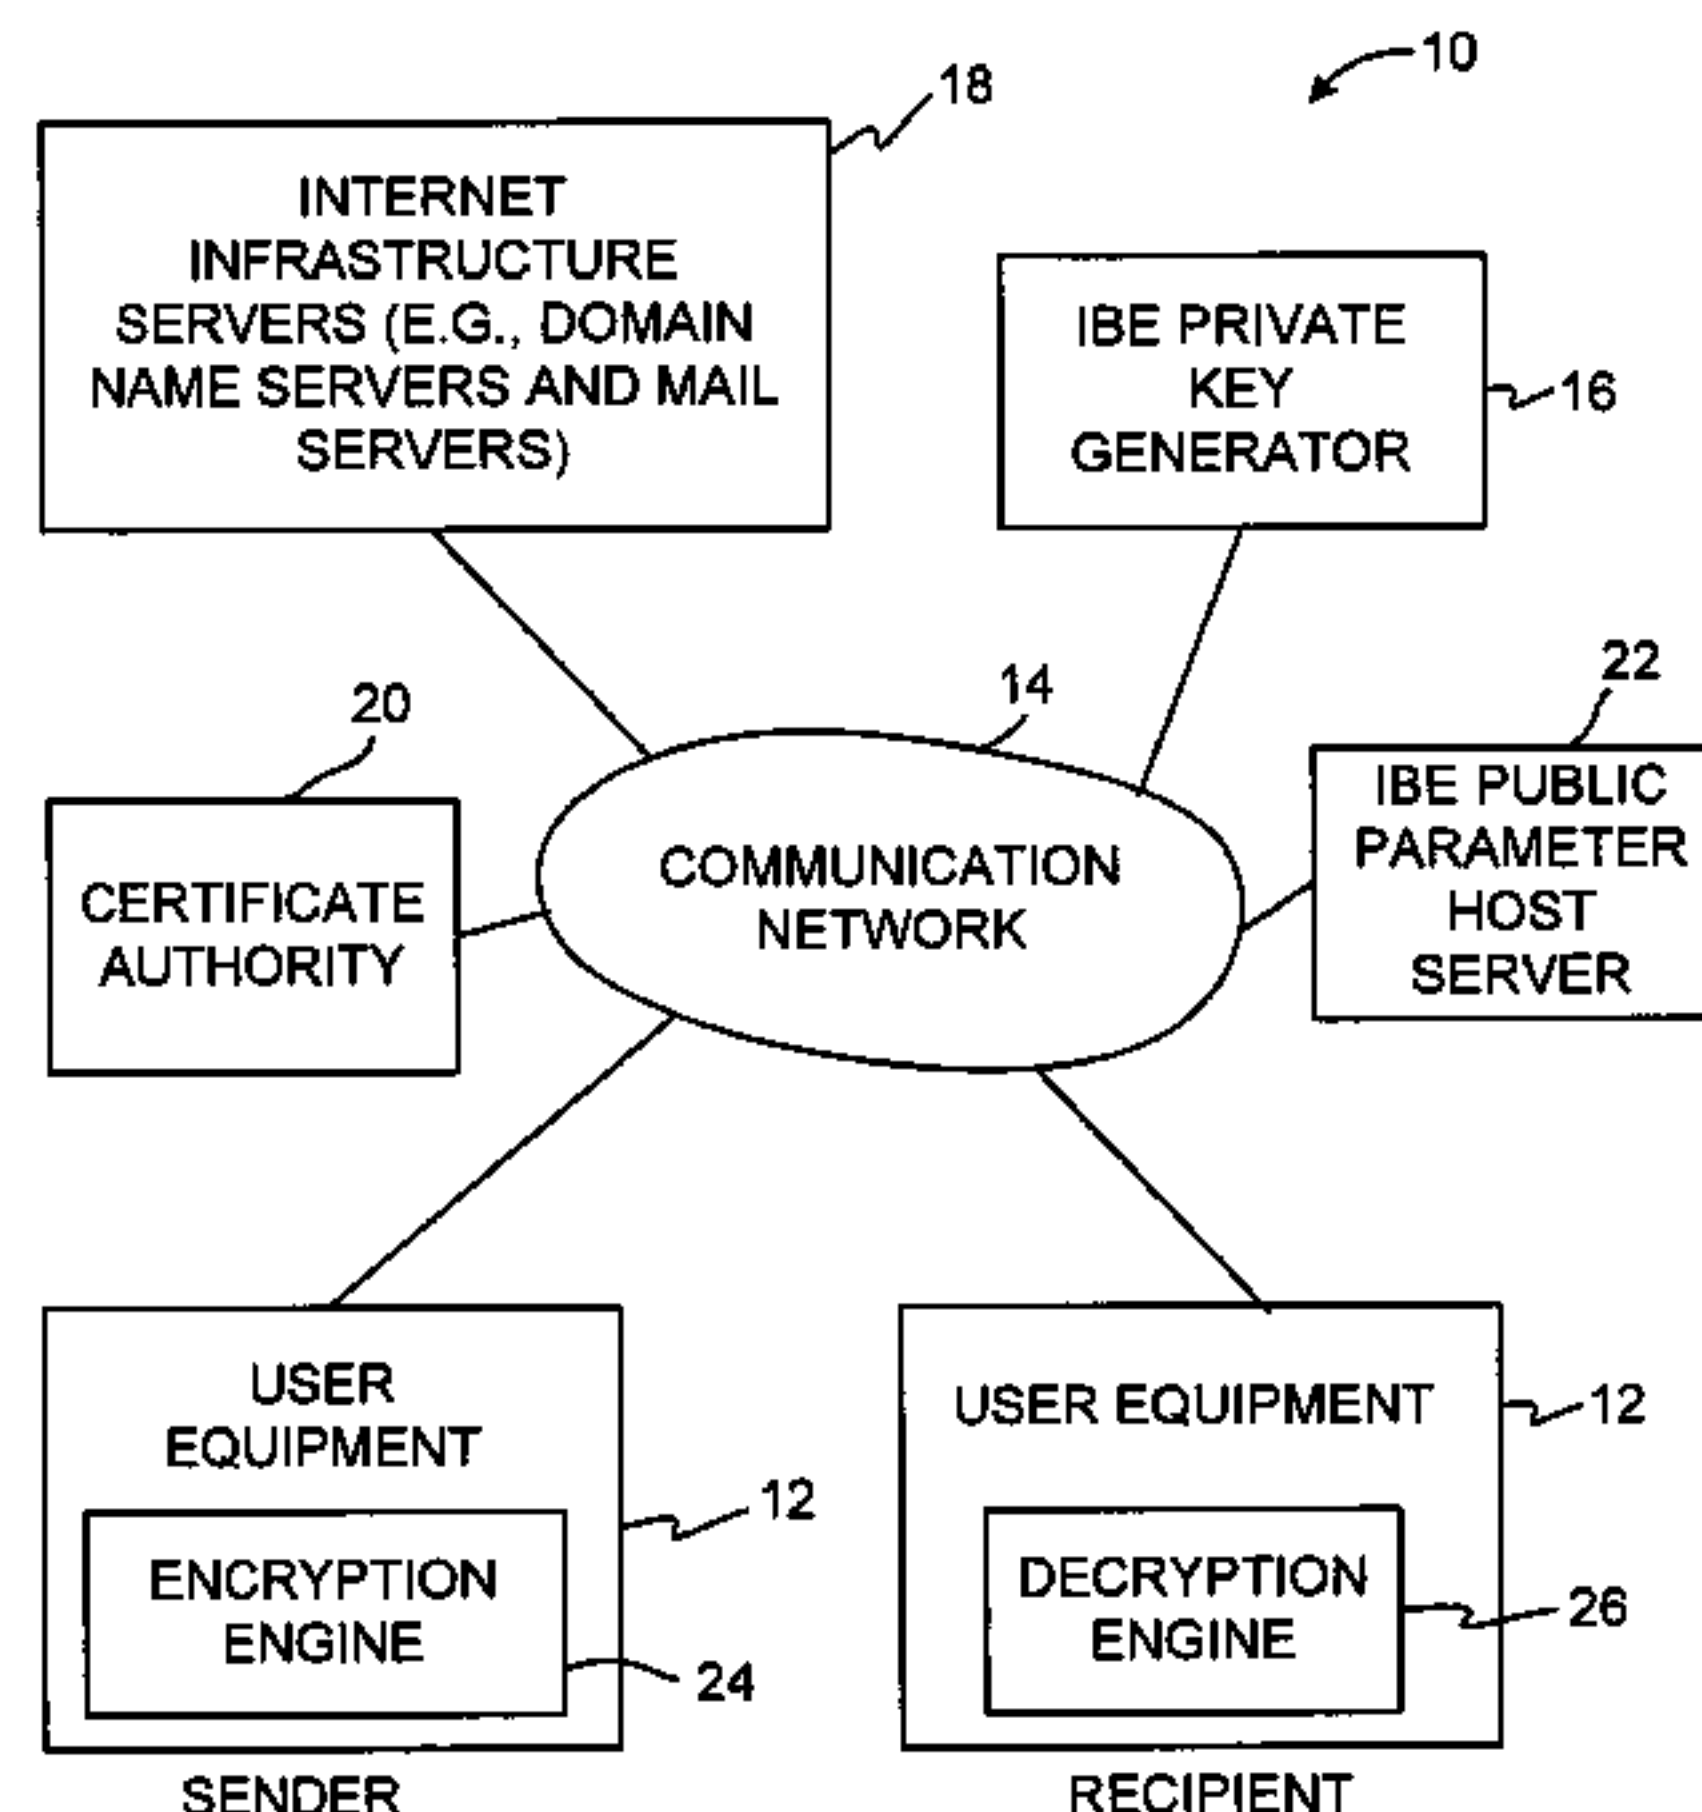 10
18
INTERNET
INFRASTRUCTURE
SERVERS (E.G., DOMAIN
NAME SERVERS AND MAIL
SERVERS)
IBE PRIVATE
KEY
GENERATOR
16
20
14
22
CERTIFICATE
AUTHORITY
COMMUNICATION
NETWORK
IBE PUBLIC
PARAMETER
HOST
SERVER
USER
EQUIPMENT
12
ENCRYPTION
ENGINE
24
SENDER
USER EQUIPMENT
12
DECRYPTION
ENGINE
26
RECIPIENT